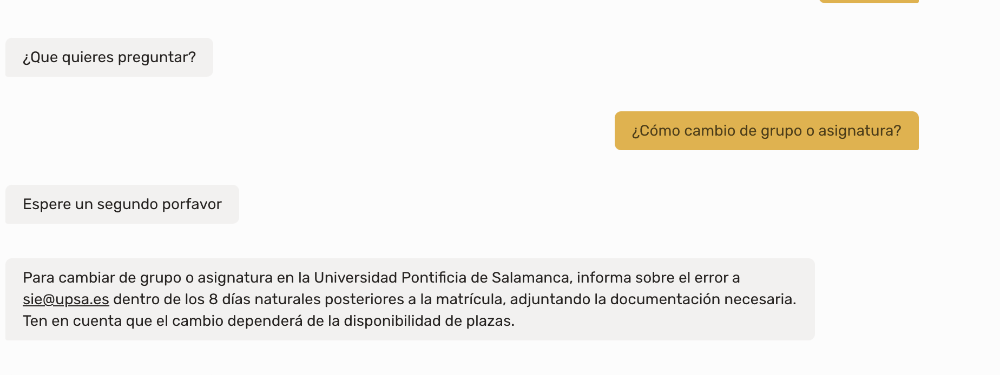 ¿Que quieres preguntar?
¿Cómo cambio de grupo o asignatura?
Espere un segundo porfavor
Para cambiar de grupo o asignatura en la Universidad Pontificia de Salamanca, informa sobre el error a
sie@upsa.es dentro de los 8 días naturales posteriores a la matrícula, adjuntando la documentación necesaria.
Ten en cuenta que el cambio dependerá de la disponibilidad de plazas.